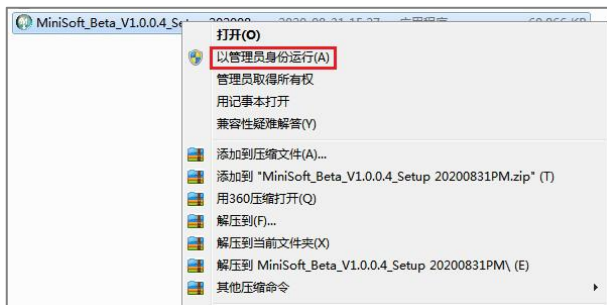 MiniSoft_Beta_V1.0.0.4_Se
打开(O)
以管理员身份运行(A)
管理员取得所有权
用记事本打开
兼容性疑难解答(Y)
添加到压缩文件(A)...
添加到 "MiniSoft_Beta_V1.0.0.4_Setup 20200831PM.zip" (T)
用360压缩打开(Q)
解压到(F)...
解压到当前文件夹(X)
解压到 MiniSoft_Beta_V1.0.0.4_Setup 20200831PM\ (E)
其他压缩命令